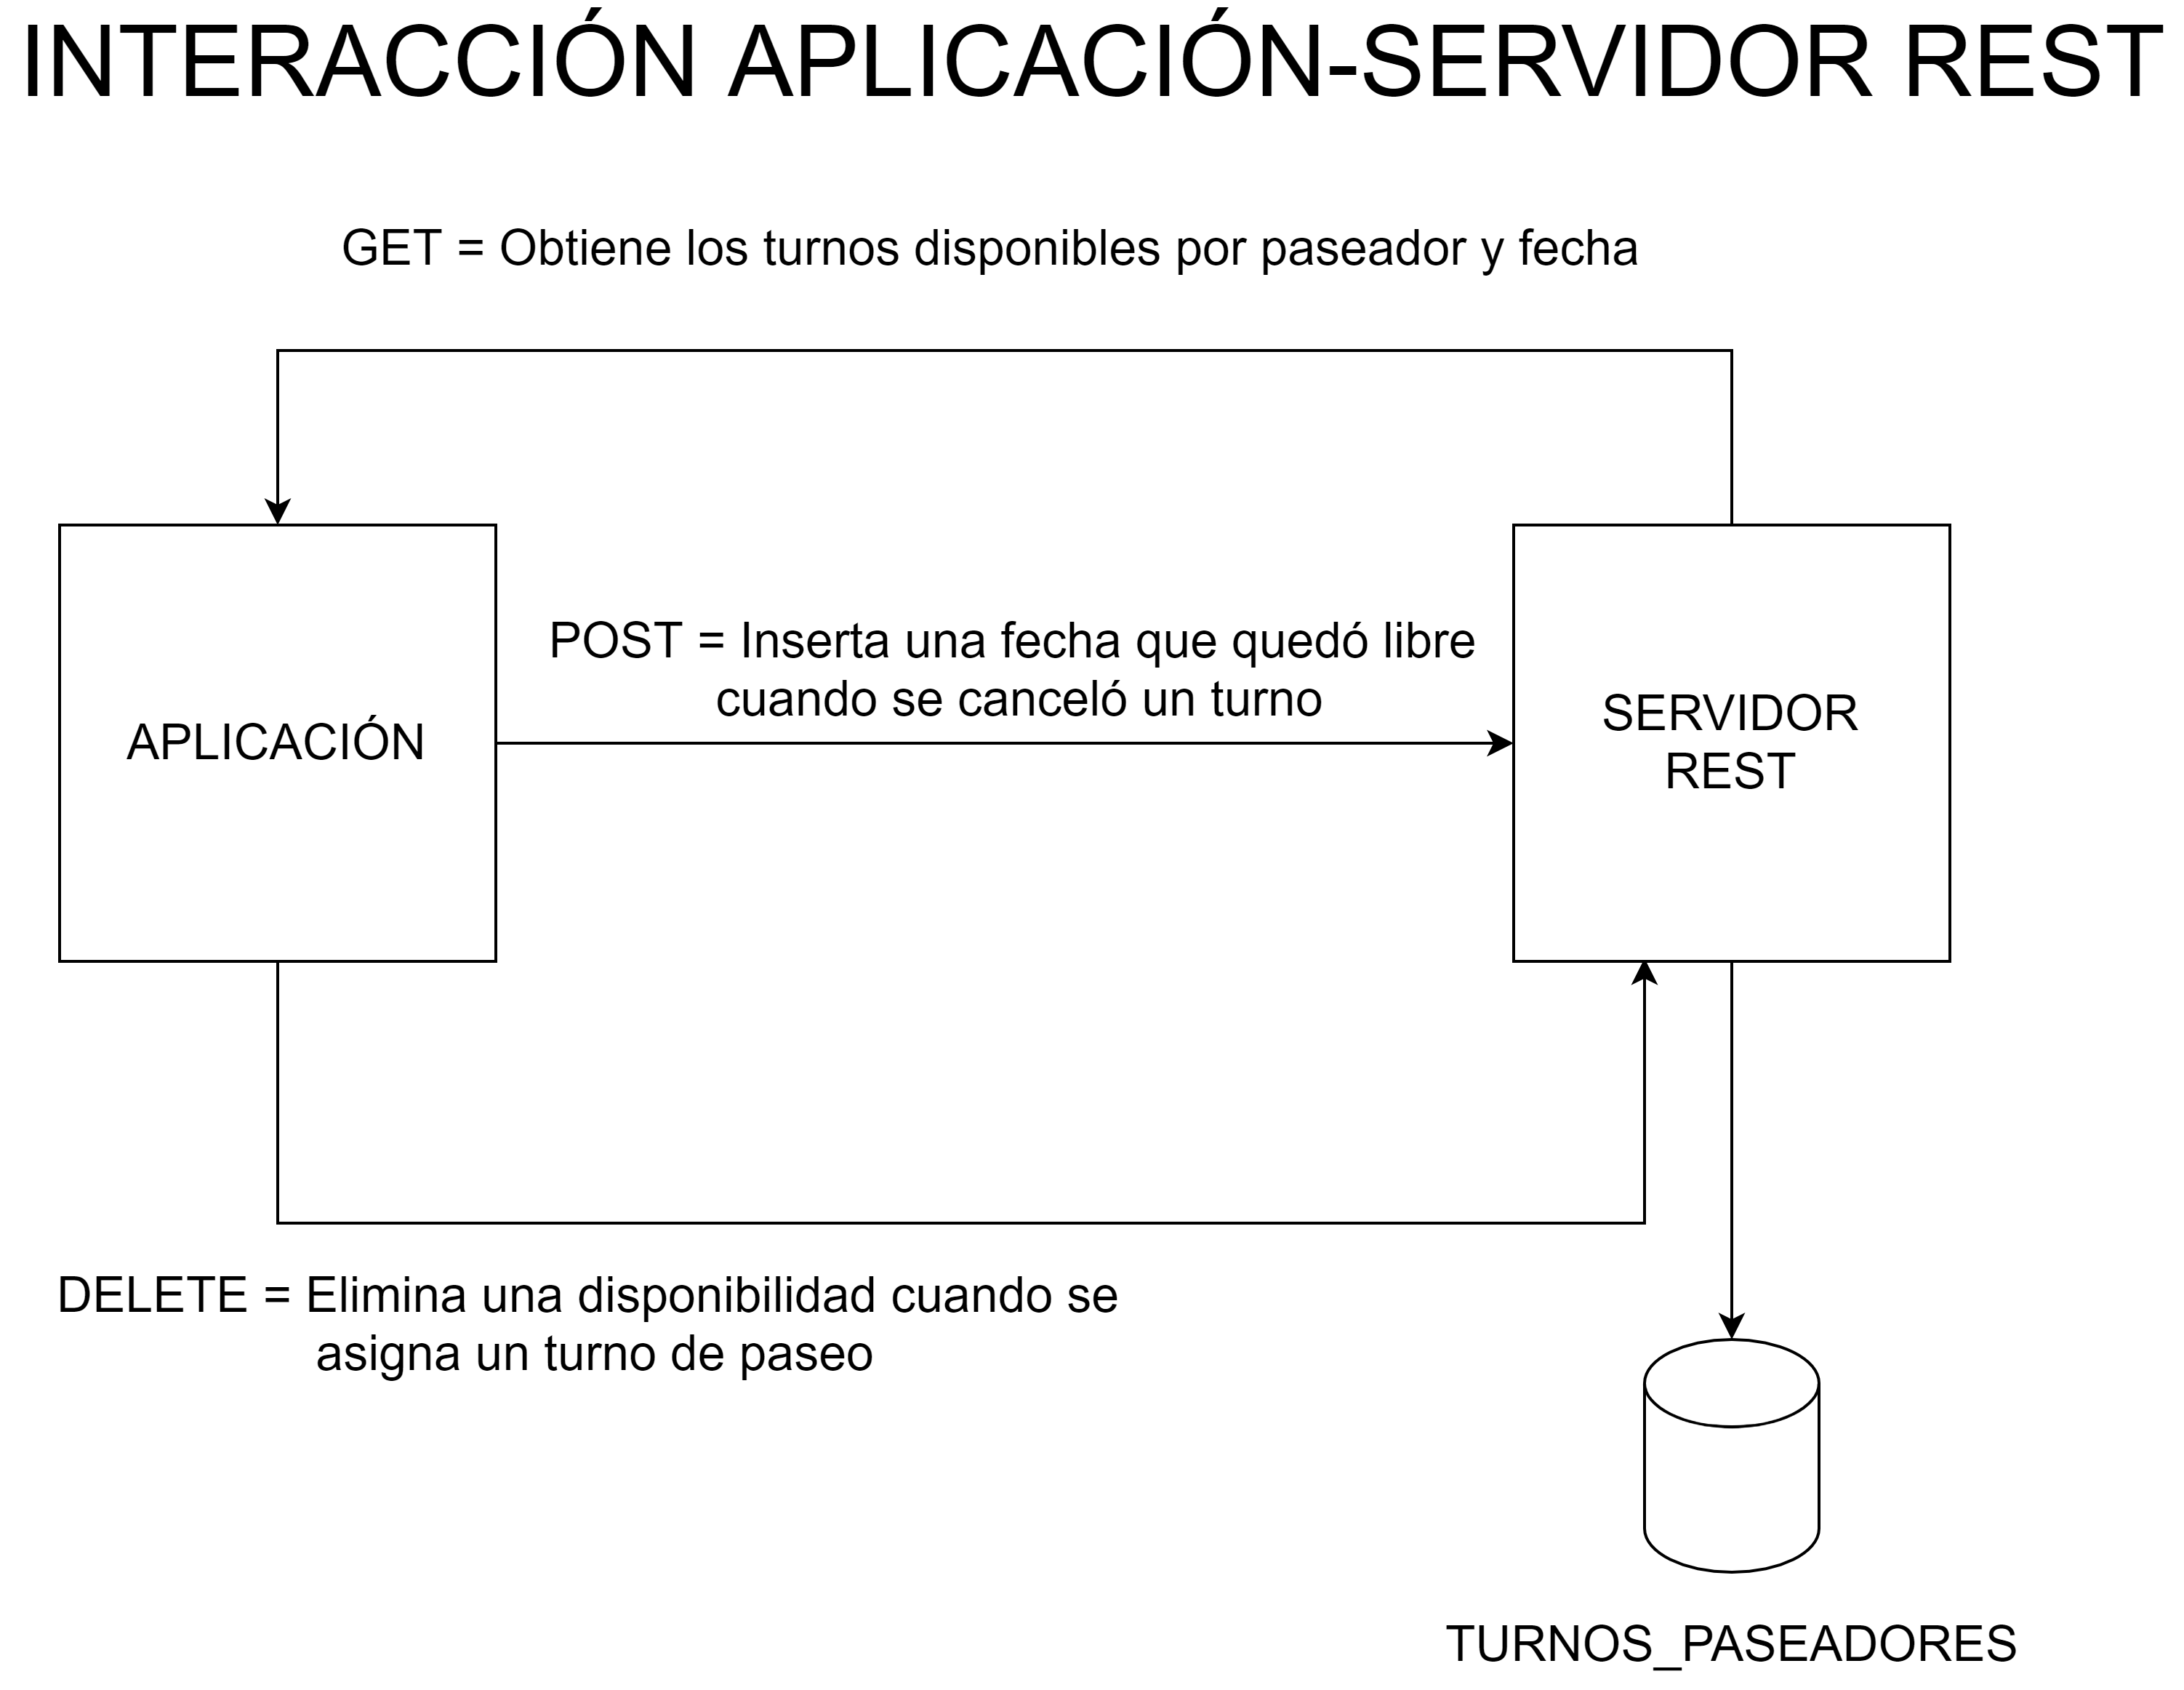 INTERACCIÓN APLICACIÓN-SERVIDOR REST
GET = Obtiene los turnos disponibles por paseador y fecha
POST = Inserta una fecha que quedó libre
cuando se canceló un turno
APLICACIÓN
SERVIDOR
REST
DELETE = Elimina una disponibilidad cuando se
asigna un turno de paseo
TURNOS_PASEADORES